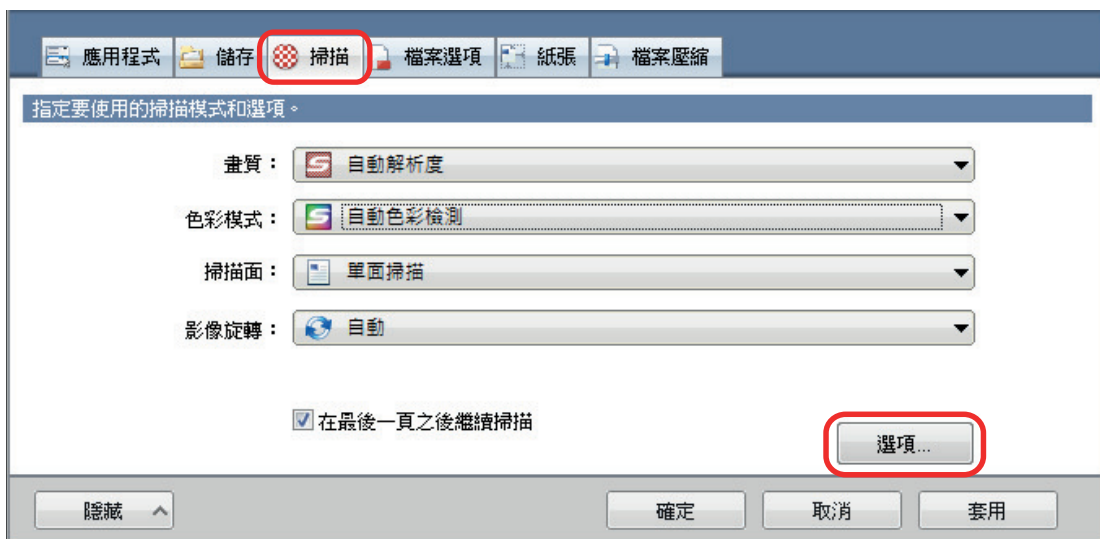 應用程式 儲存 掃描 檔案選項 紙張 檔案壓縮
指定要使用的掃描模式和選項。
畫質： 自動解析度
色彩模式： 自動色彩檢測
掃描面： 單面掃描
影像旋轉： 自動
在最後一頁之後繼續掃描
選項...
隱藏 確定 取消 套用